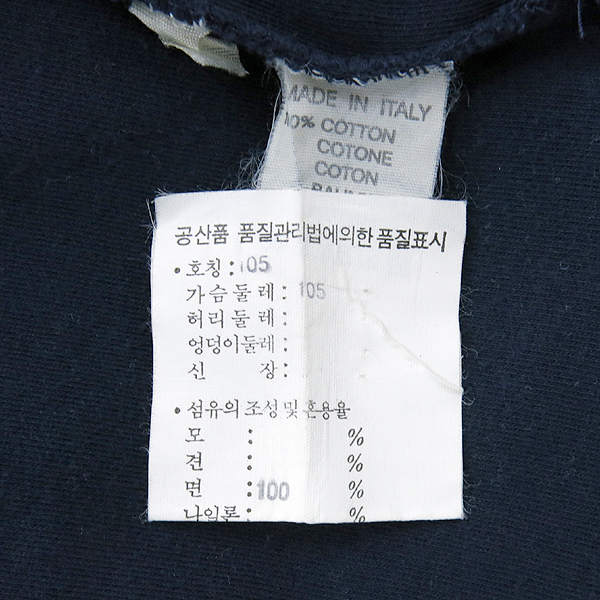 MADE IN ITALY
COTTON
COTONE
COTON
공산품 품질관리법에의한 품질표시
•호칭: 105
가슴둘레: 105
허리둘레:
엉덩이둘레:
신 장:
•섬유의 조성 및 혼용율
모 : %
견 : %
면 : 100 %
나일론: %